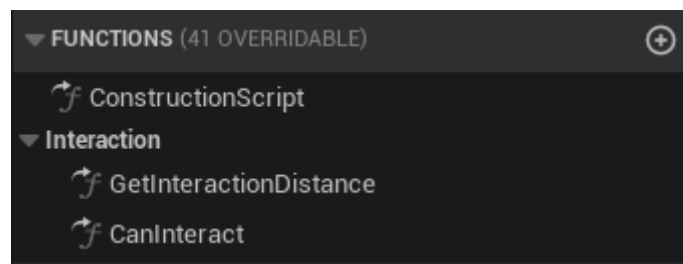 FUNCTIONS (41 OVERRIDABLE)
ConstructionScript
Interaction
GetInteractionDistance
CanInteract